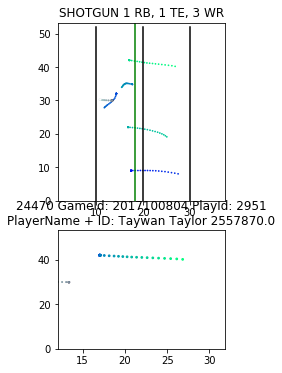 SHOTGUN 1 RB, 1 TE, 3 WR
50
40
30
20
10
0
10 20 30
24470 GameId: 2017100804 PlayId: 2951
PlayerName + ID: Taywan Taylor 2557870.0
40
20
0
15 20 25 30